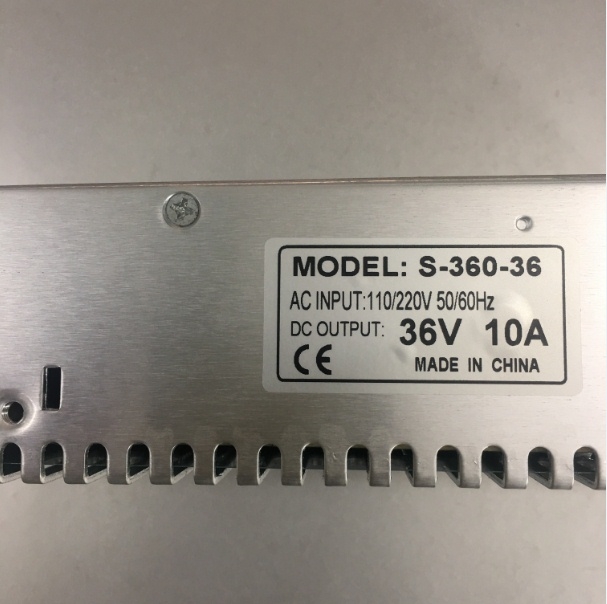 MODEL: S-360-36
AC INPUT:110/220V 50/60Hz
DC OUTPUT: 36V 10A
CE MADE IN CHINA